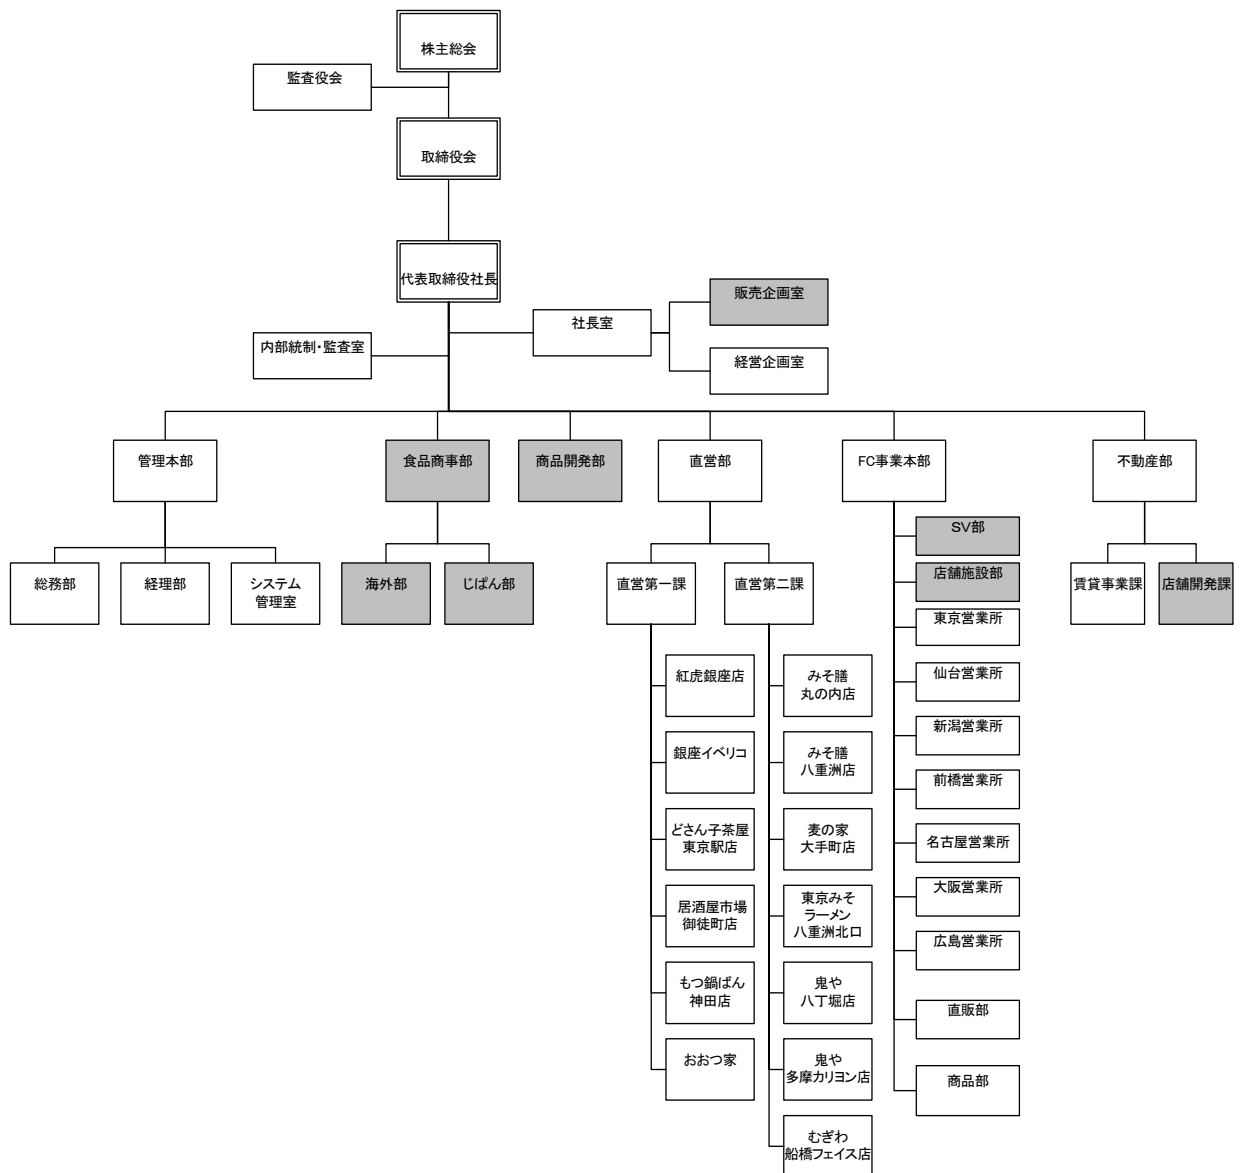 株主総会
監査役会
取締役会
代表取締役社長
販売企画室
社長室
内部統制・監査室
経営企画室
管理本部
食品商事部
商品開発部
直営部
FC事業本部
不動産部
SV部
総務部
経理部
システム
管理室
海外部
じぱん部
直営第一課
直営第二課
店舗施設部
賃貸事業課
店舗開発課
東京営業所
紅虎銀座店
みそ膳
丸の内店
仙台営業所
新潟営業所
銀座イベリコ
みそ膳
八重洲店
前橋営業所
どさん子茶屋
東京駅店
麦の家
大手町店
名古屋営業所
大阪営業所
居酒屋市場
御徒町店
東京みそ
ラーメン
八重洲北口
広島営業所
もつ鍋ぱん
神田店
鬼や
八丁堀店
直販部
おおつ家
鬼や
多摩カリヨン店
商品部
むぎわ
船橋フェイス店